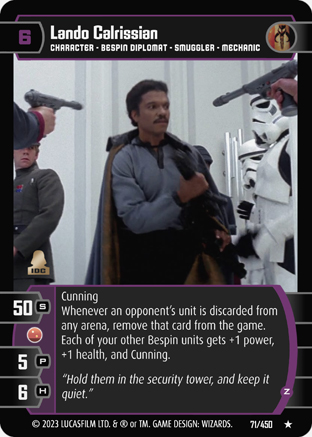 6
Lando Calrissian
CHARACTER - BESPIN DIPLOMAT - SMUGGLER - MECHANIC
IDC
50 S
5 P
6 H
Cunning
Whenever an opponent's unit is discarded from
any arena, remove that card from the game.
Each of your other Bespin units gets +1 power,
+1 health, and Cunning.
"Hold them in the security tower, and keep it
quiet."
Z
© 2023 LUCASFILM LTD. & ® or TM. GAME DESIGN: WIZARDS. 71/450 ★